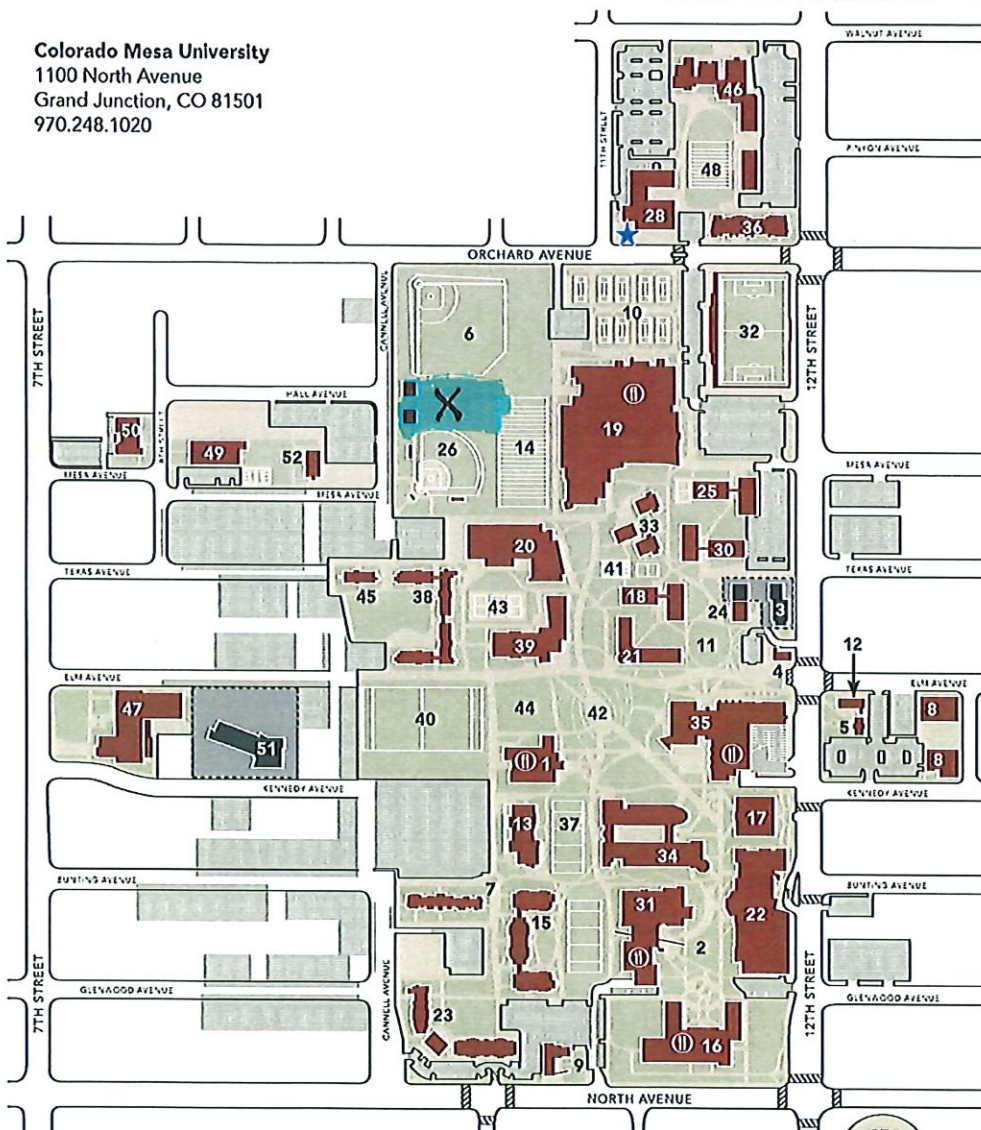 Colorado Mesa University
1100 North Avenue
Grand Junction, CO 81501
970.248.1020
WALNUT AVENUE
46
11TH STREET
PINYON AVENUE
48
28
36
ORCHARD AVENUE
7TH STREET
CANNELL AVENUE
6
10
32
12TH STREET
HALL AVENUE
50
8TH STREET
49
52
26
14
19
MESA AVENUE
MESA AVENUE
MESA AVENUE
25
33
20
30
TEXAS AVENUE
41
TEXAS AVENUE
45
38
43
18
24
3
39
21
11
12
4
ELM AVENUE
ELM AVENUE
47
51
40
44
42
35
5
8
1
8
KENNEDY AVENUE
KENNEDY AVENUE
13
37
17
34
BUNTING AVENUE
7
BUNTING AVENUE
15
31
22
2
7TH STREET
GLENWOOD AVENUE
CANNELL AVENUE
23
12TH STREET
GLENWOOD AVENUE
16
9
NORTH AVENUE